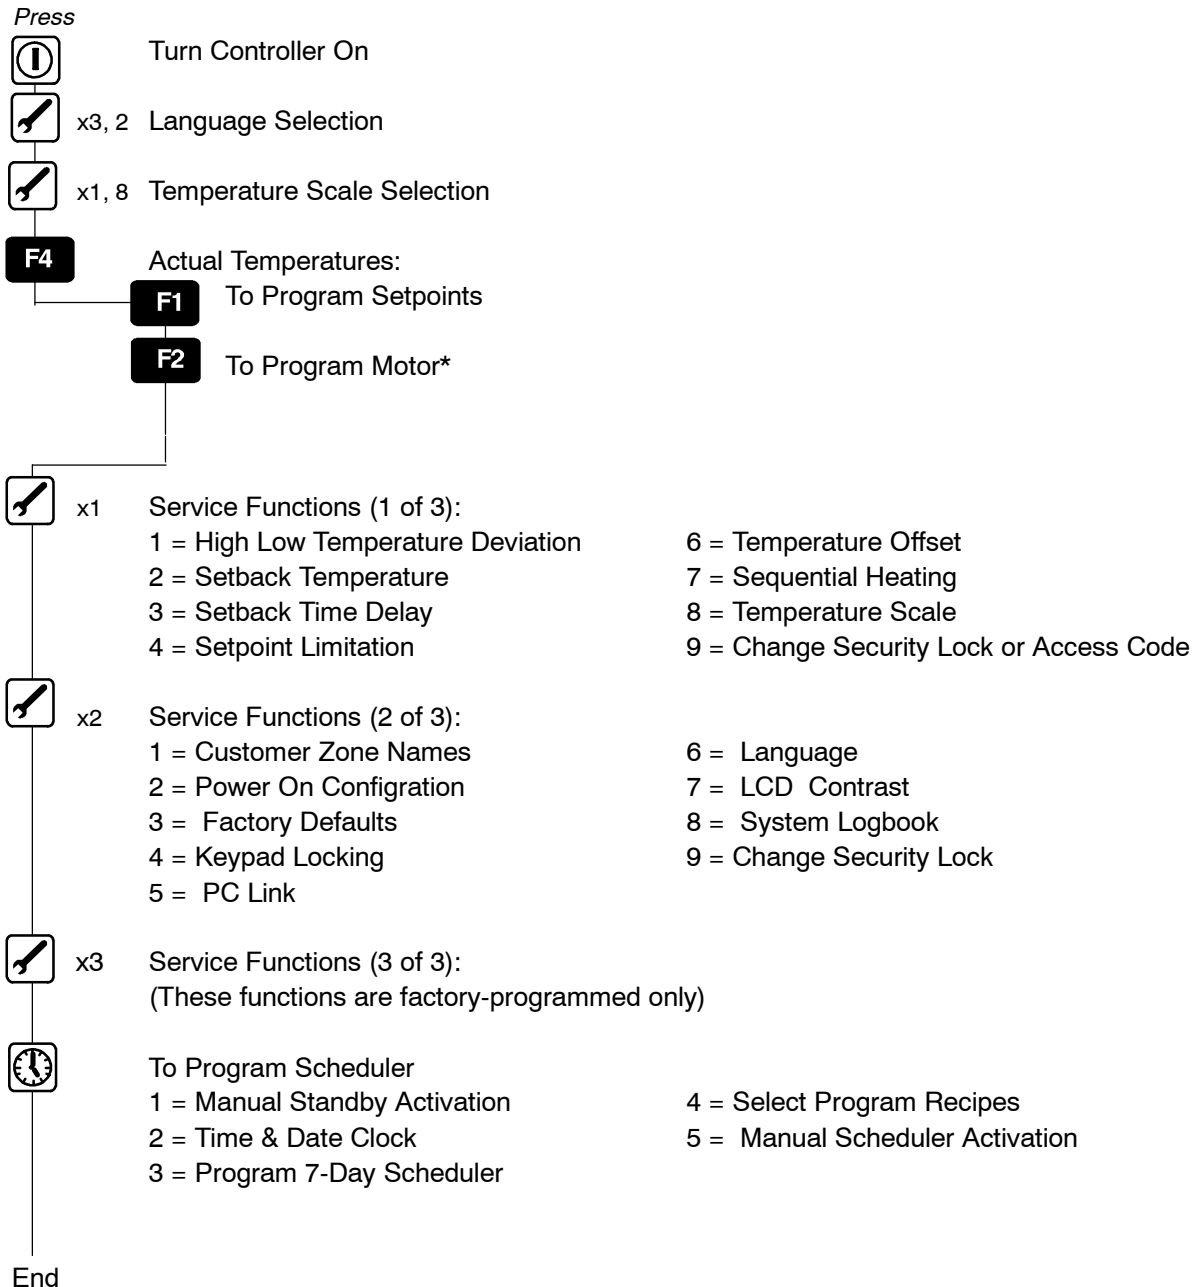 Press
Turn Controller On
x3, 2 Language Selection
x1, 8 Temperature Scale Selection
F4 Actual Temperatures:
F1 To Program Setpoints
F2 To Program Motor*
x1 Service Functions (1 of 3):
1 = High Low Temperature Deviation 6 = Temperature Offset
2 = Setback Temperature 7 = Sequential Heating
3 = Setback Time Delay 8 = Temperature Scale
4 = Setpoint Limitation 9 = Change Security Lock or Access Code
x2 Service Functions (2 of 3):
1 = Customer Zone Names 6 = Language
2 = Power On Configration 7 = LCD Contrast
3 = Factory Defaults 8 = System Logbook
4 = Keypad Locking 9 = Change Security Lock
5 = PC Link
x3 Service Functions (3 of 3):
(These functions are factory-programmed only)
To Program Scheduler
1 = Manual Standby Activation 4 = Select Program Recipes
2 = Time & Date Clock 5 = Manual Scheduler Activation
3 = Program 7-Day Scheduler
End